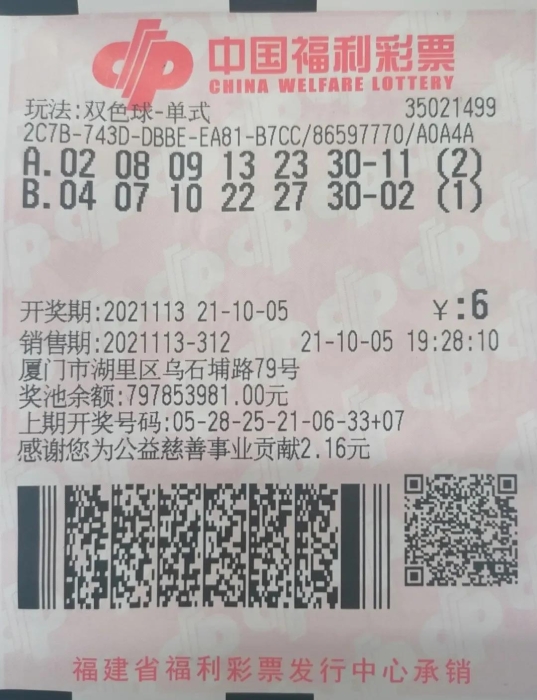 中国福利彩票
CHINA WELFARE LOTTERY
玩法:双色球-单式 35021499
2C7B-743D-DBBE-EA81-B7CC/86597770/A0A4A
A.02 08 09 13 23 30-11 (2)
B.04 07 10 22 27 30-02 (1)
开奖期:2021113 21-10-05 ¥:6
销售期:2021113-312 21-10-05 19:28:10
厦门市湖里区乌石埔路79号
奖池余额:797853981.00元
上期开奖号码:05-28-25-21-06-33+07
感谢您为公益慈善事业贡献2.16元
福建省福利彩票发行中心承销